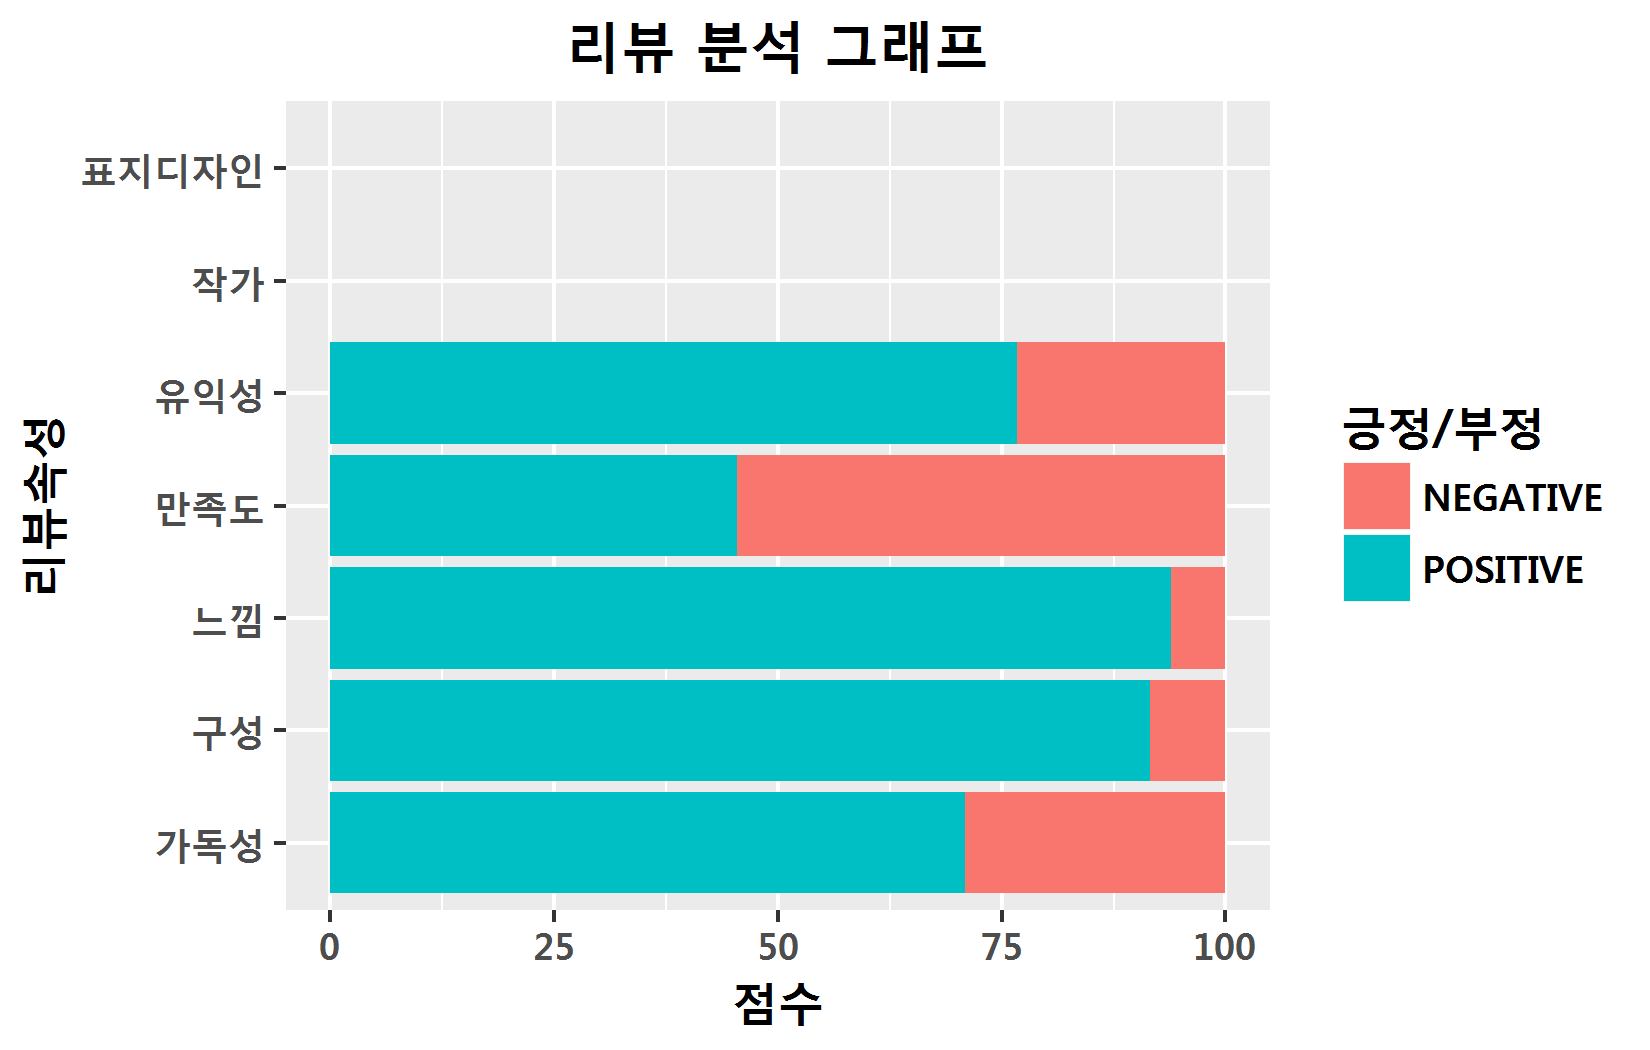 리뷰 분석 그래프
표지디자인
작가
유익성
만족도
느낌
구성
가독성
리뷰속성
0 25 50 75 100
점수
긍정/부정
NEGATIVE
POSITIVE